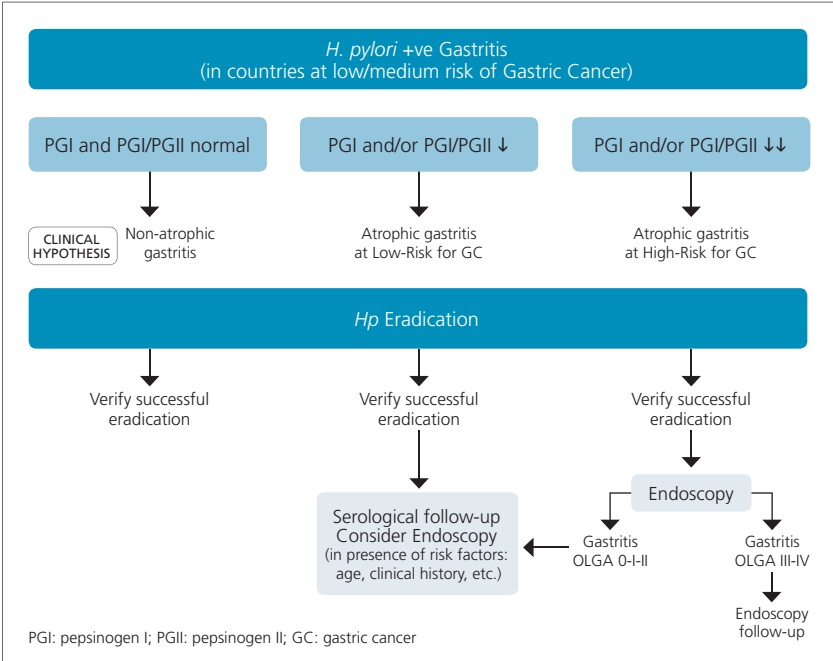 H. pylori +ve Gastritis
(in countries at low/medium risk of Gastric Cancer)
PGI and PGI/PGII normal
PGI and/or PGI/PGII ↓
PGI and/or PGI/PGII ↓↓
CLINICAL
HYPOTHESIS
Non-atrophic
gastritis
Atrophic gastritis
at Low-Risk for GC
Atrophic gastritis
at High-Risk for GC
Hp Eradication
Verify successful
eradication
Verify successful
eradication
Verify successful
eradication
Endoscopy
Serological follow-up
Consider Endoscopy
(in presence of risk factors:
age, clinical history, etc.)
Gastritis
OLGA 0-I-II
Gastritis
OLGA III-IV
Endoscopy
follow-up
PGI: pepsinogen I; PGII: pepsinogen II; GC: gastric cancer